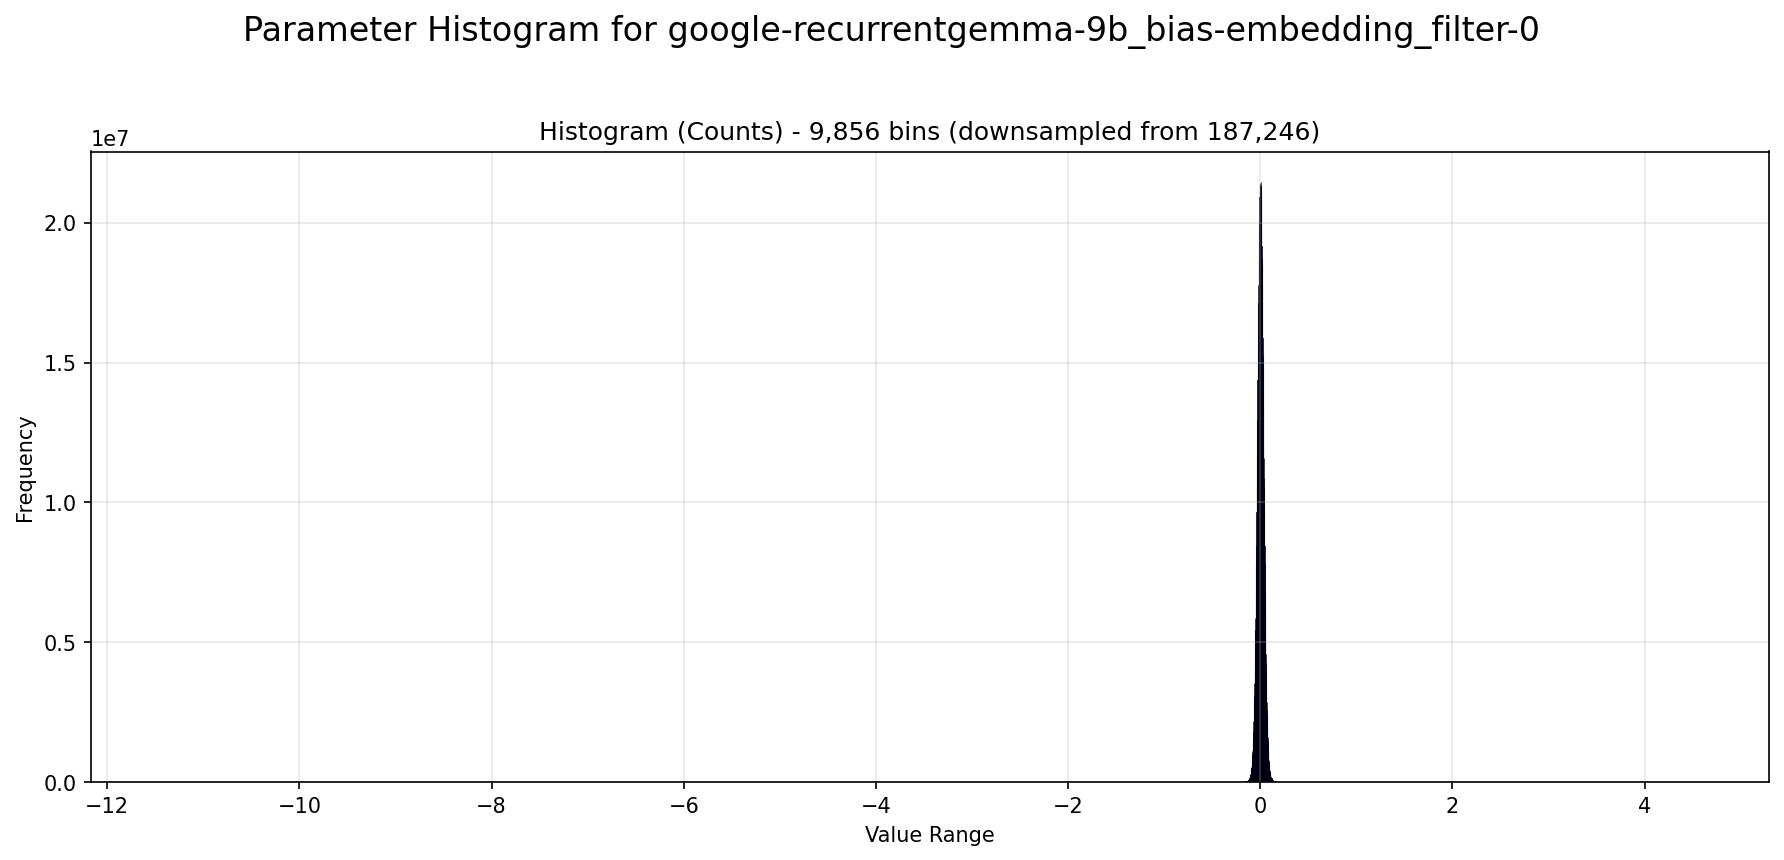 Parameter Histogram for google-recurrentgemma-9b_bias-embedding_filter-0
Histogram (Counts) - 9,856 bins (downsampled from 187,246)
1e7
2.0
1.5
1.0
0.5
0.0
Frequency
−12 −10 −8 −6 −4 −2 0 2 4
Value Range